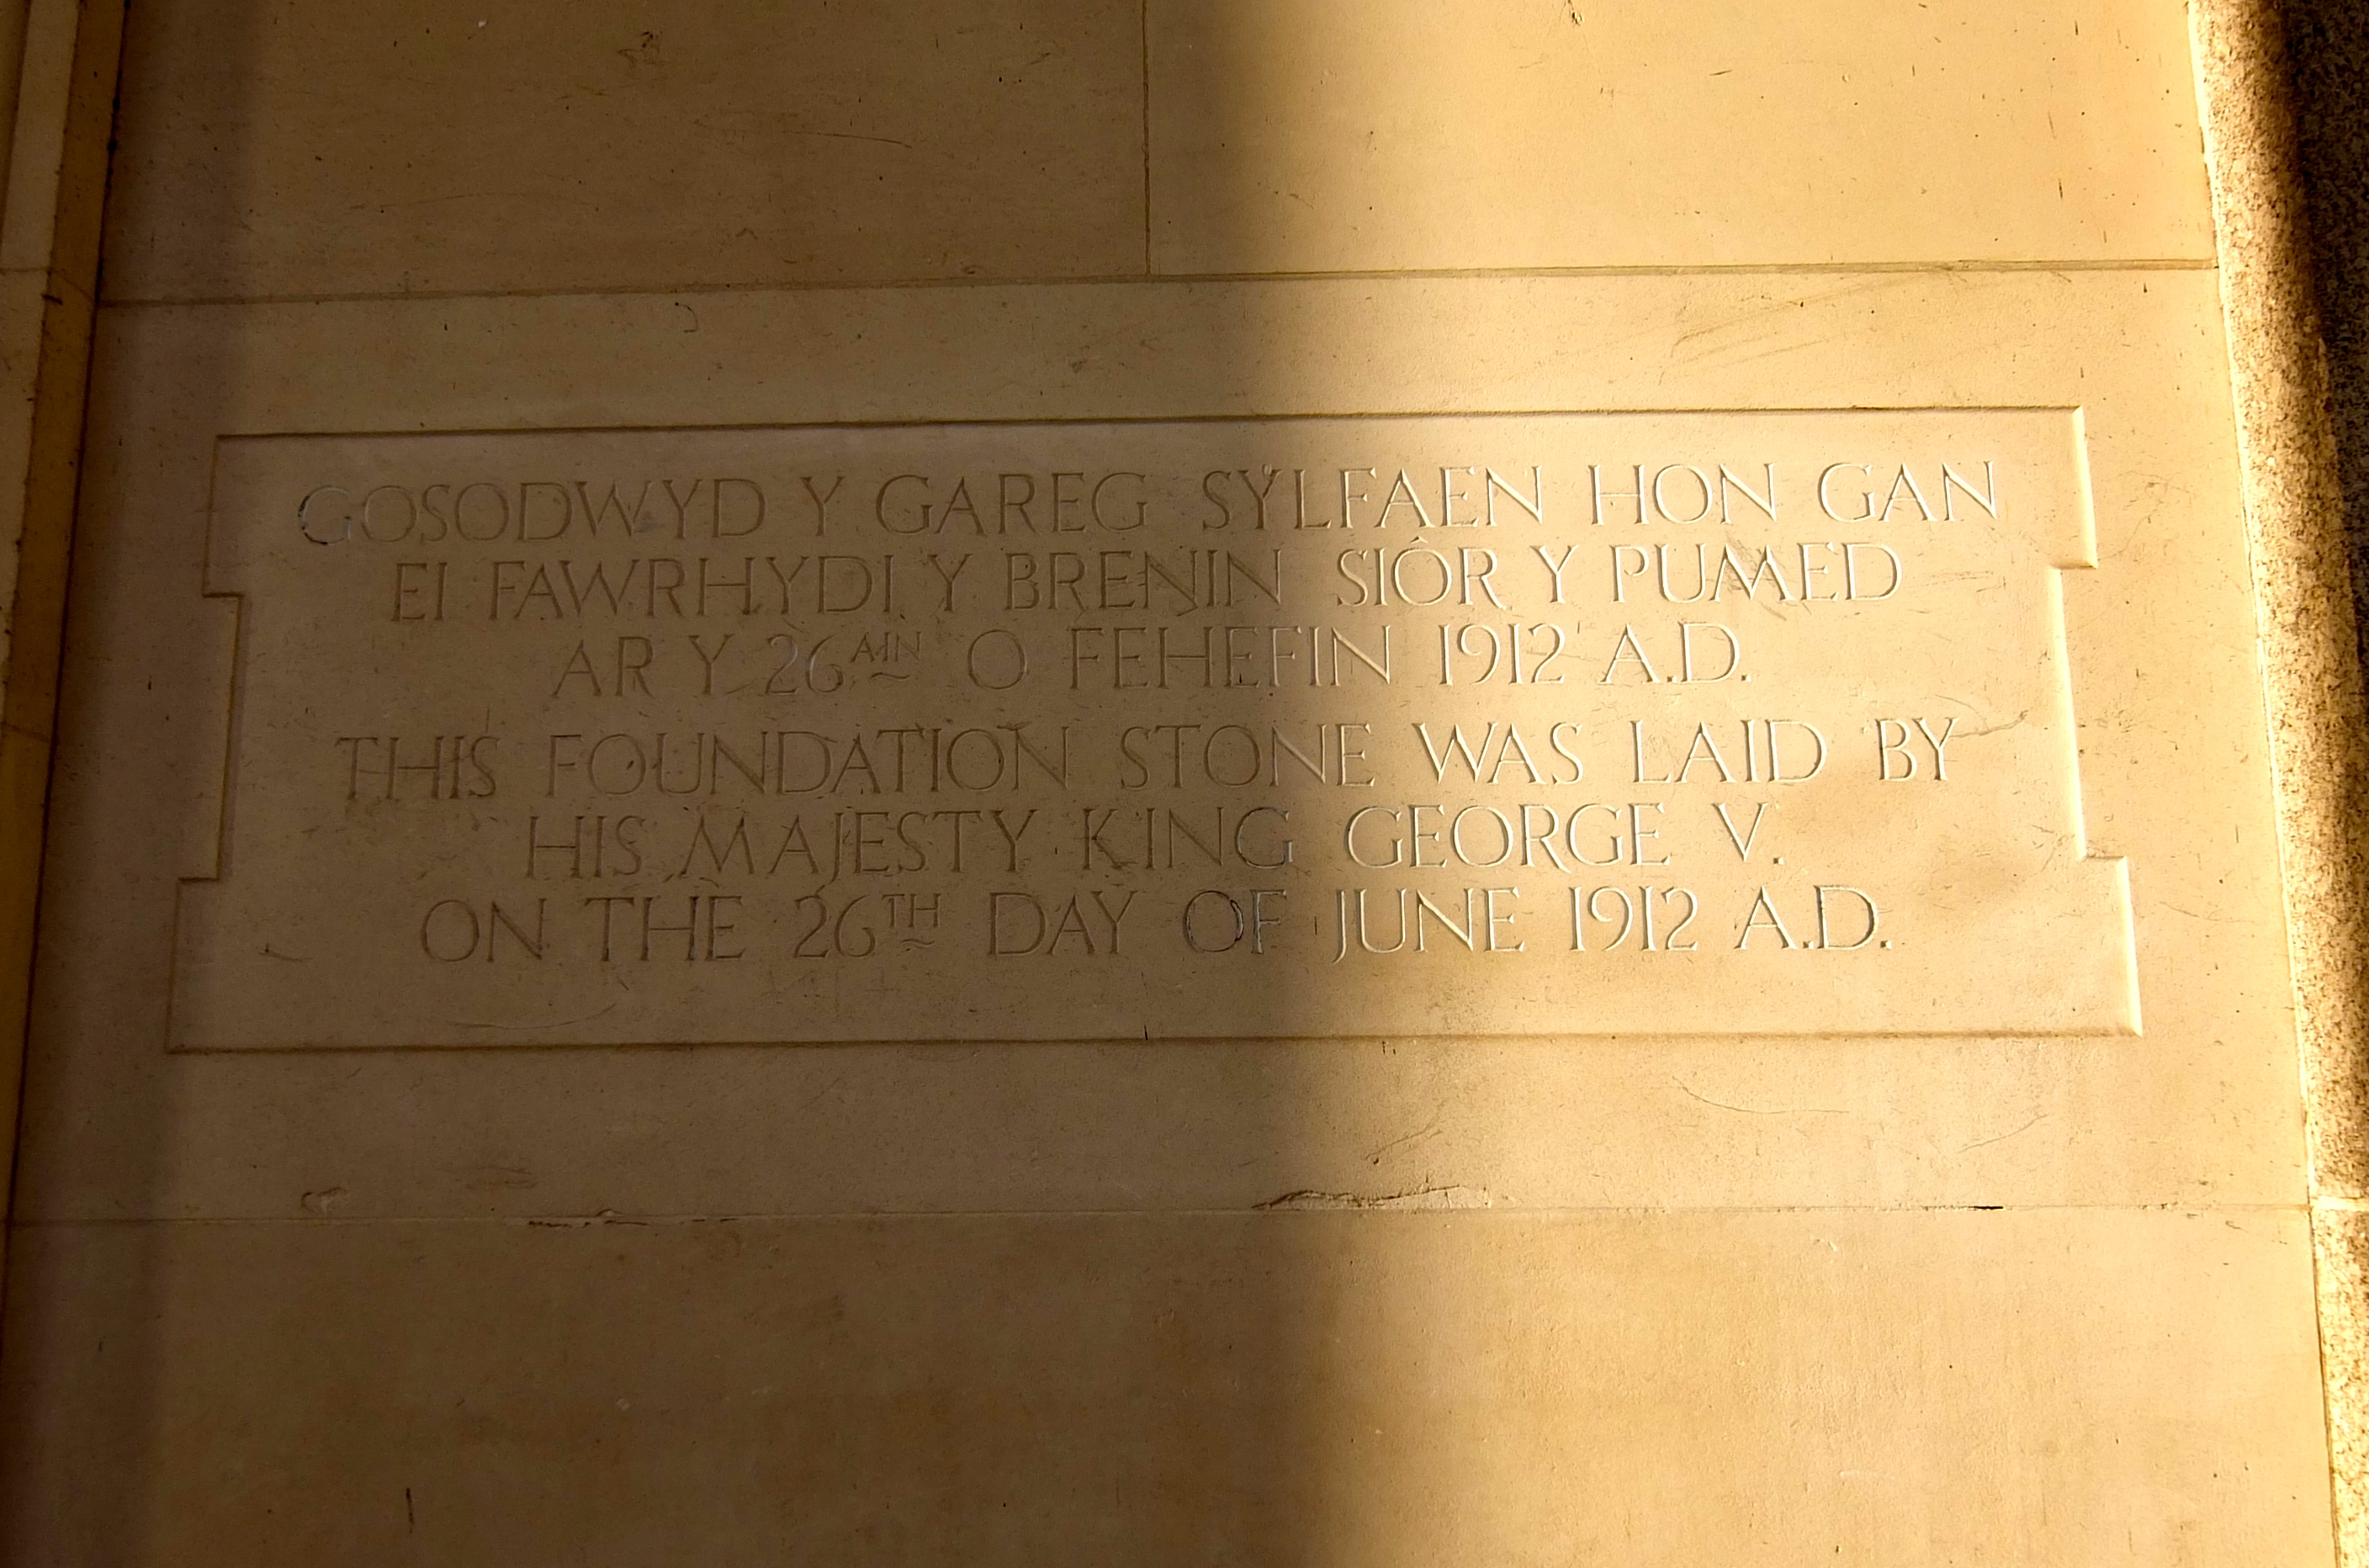 GOSODWYD Y GAREG SYLFAEN HON GAN
EI FAWRHYDI Y BRENIN SIÔR Y PUMED
AR Y 26AIN O FEHEFIN 1912 A.D.
THIS FOUNDATION STONE WAS LAID BY
HIS MAJESTY KING GEORGE V.
ON THE 26TH DAY OF JUNE 1912 A.D.